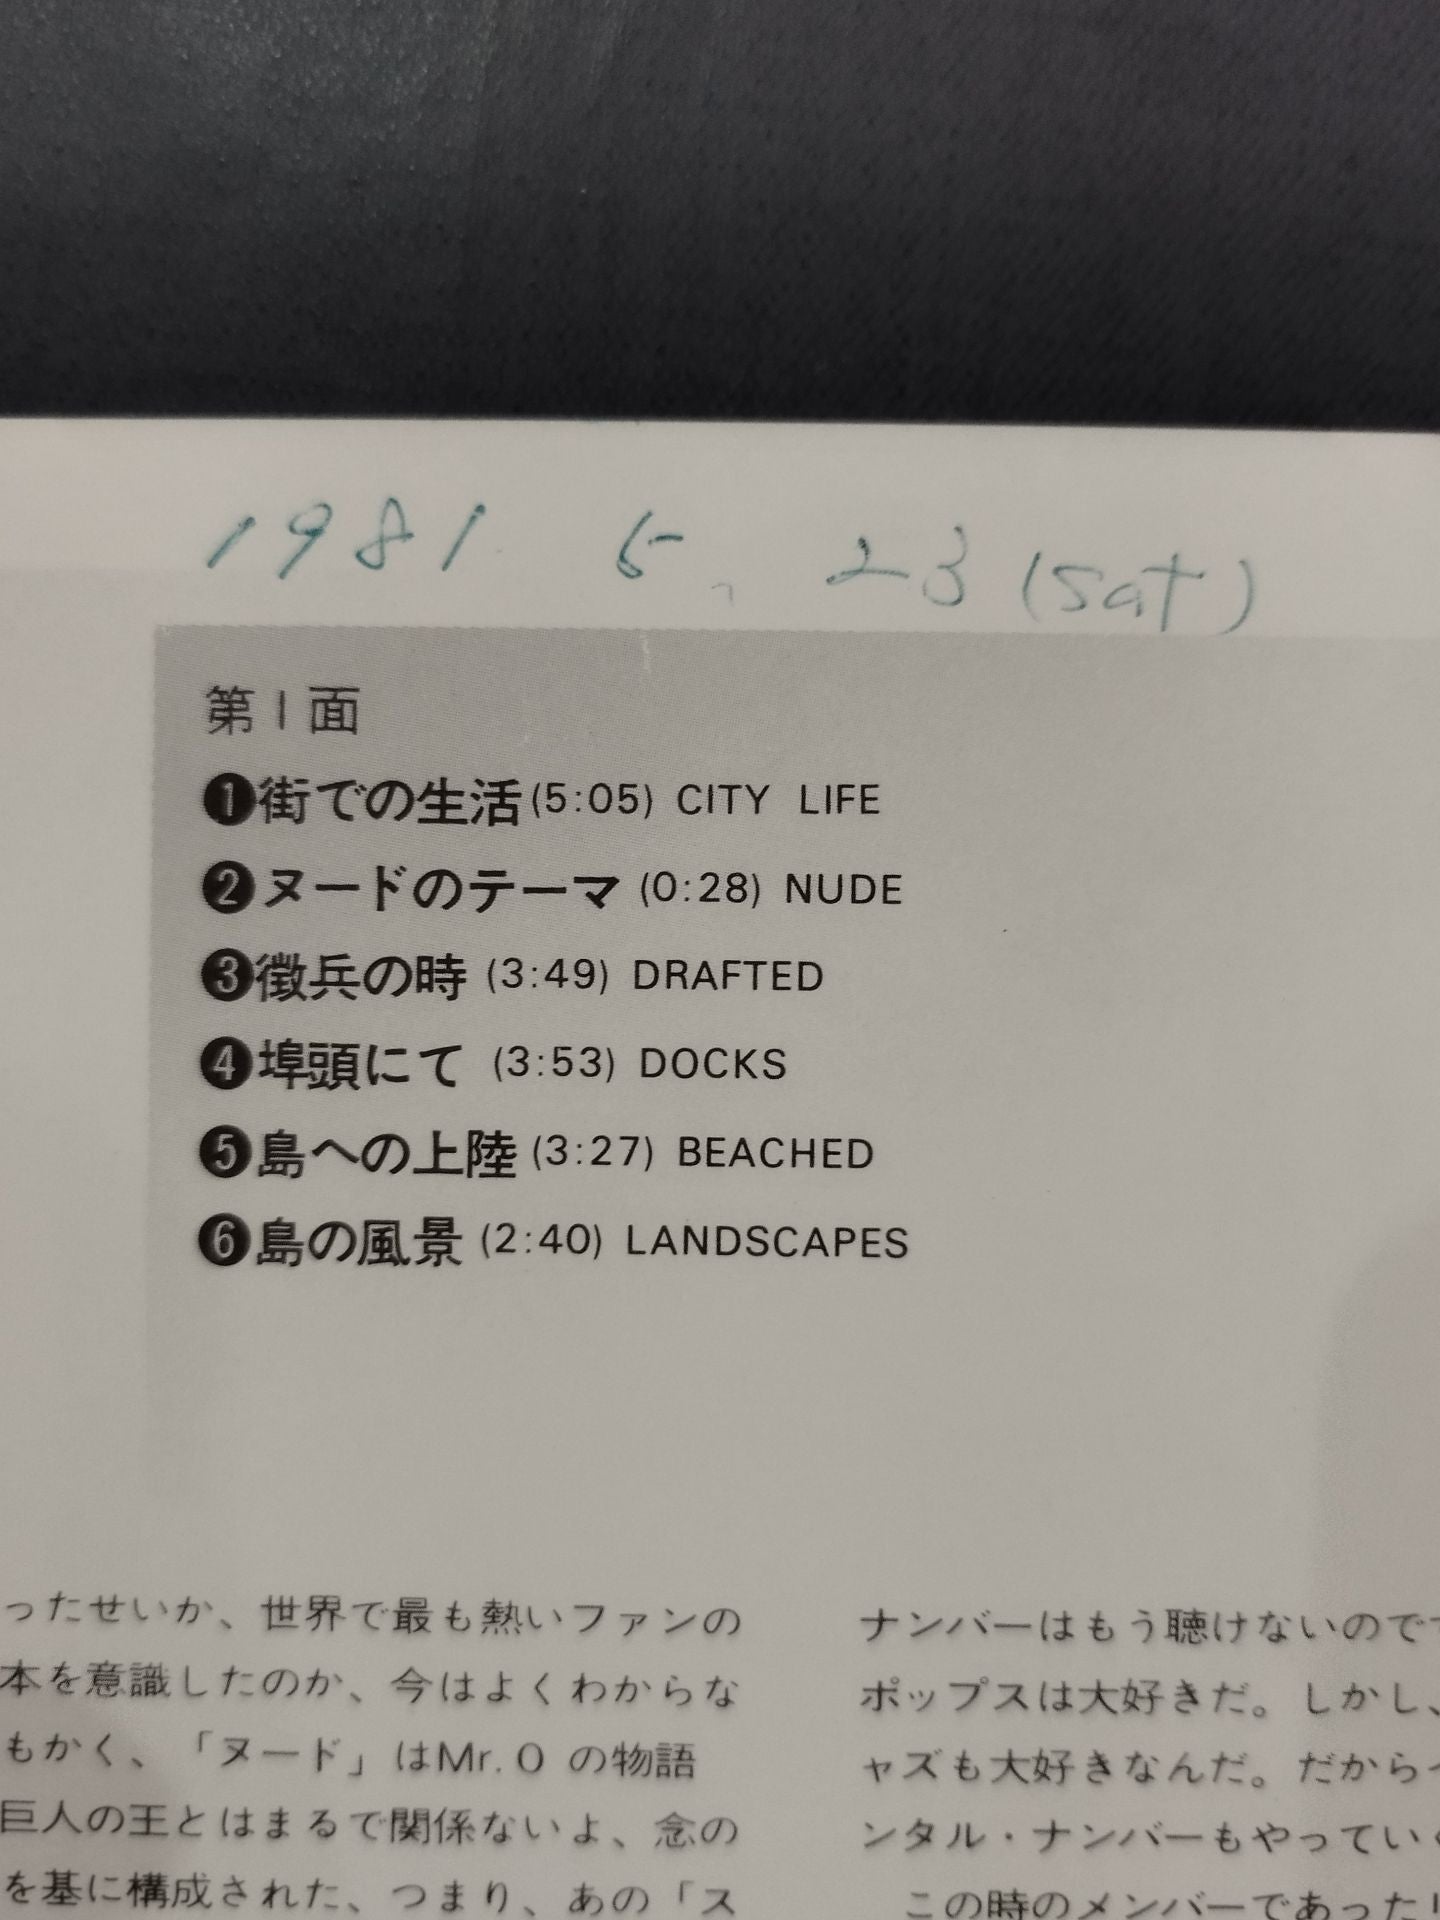 1981 5. 23 (sat)
第1面
❶街での生活(5:05) CITY LIFE
❷ヌードのテーマ (0:28) NUDE
❸徴兵の時 (3:49) DRAFTED
❹埠頭にて (3:53) DOCKS
❺島への上陸 (3:27) BEACHED
❻島の風景 (2:40) LANDSCAPES
ったせいか、世界で最も熱いファンの
本を意識したのか、今はよくわからな
もかく、「ヌード」はMr. O の物語
巨人の王とはまるで関係ないよ、念の
を基に構成された、つまり、あの「ス
ナンバーはもう聴けないので
ポップスは大好きだ。しかし、
ャズも大好きなんだ。だから
ンタル・ナンバーもやってい
この時のメンバーであった